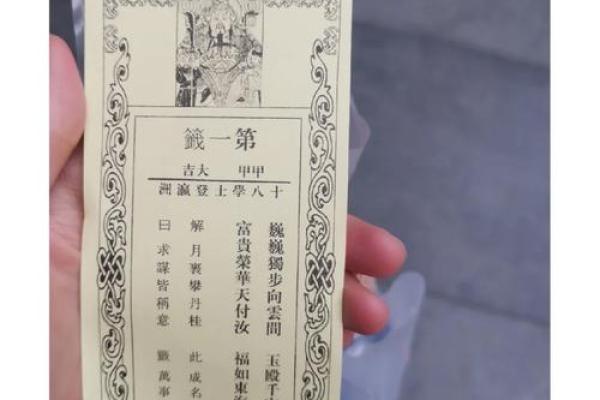 第一籤
甲甲 大吉
十八學士登瀛洲
巍巍獨步向雲間 玉殿千
富貴榮華天付汝 福如東海
解 月裏攀丹桂 此 成名
曰 求謀皆稱意 籤 萬事